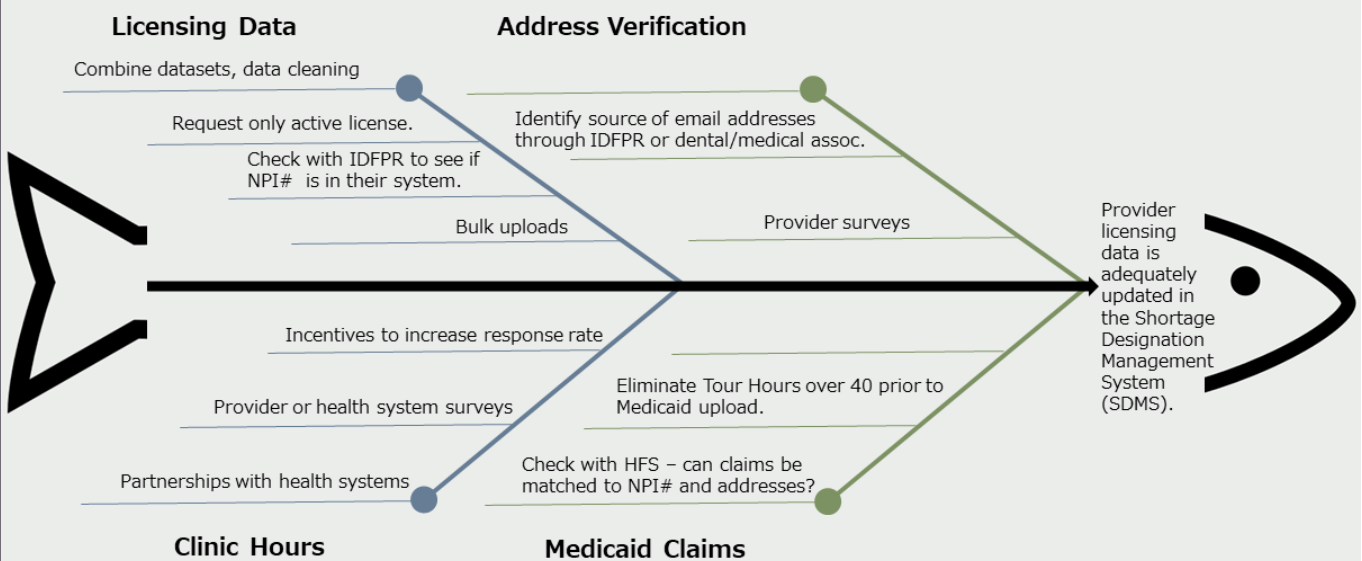 Licensing Data
Address Verification
Combine datasets, data cleaning
Request only active license.
Check with IDFPR to see if
NPI#  is in their system.
Bulk uploads
Identify source of email addresses
through IDFPR or dental/medical assoc.
Provider surveys
Provider
licensing
data is
adequately
updated in
the Shortage
Designation
Management
System
(SDMS).
Incentives to increase response rate
Provider or health system surveys
Partnerships with health systems
Eliminate Tour Hours over 40 prior to
Medicaid upload.
Check with HFS – can claims be
matched to NPI# and addresses?
Clinic Hours
Medicaid Claims